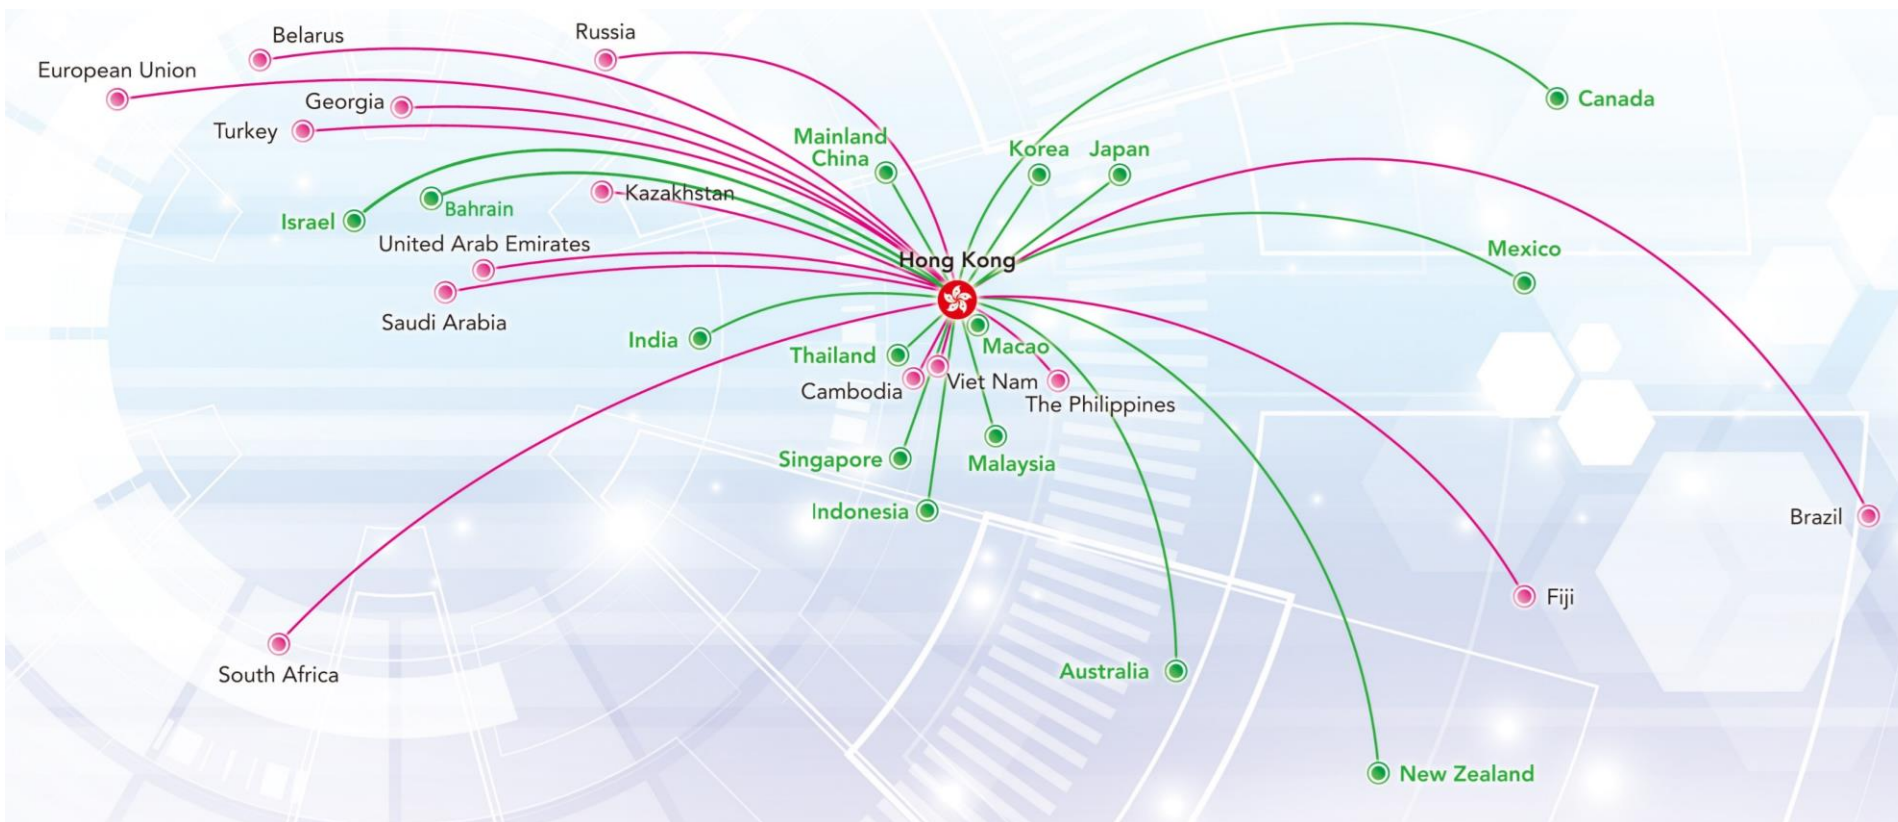 Belarus
Russia
European Union
Canada
Georgia
Turkey
Mainland
China
Korea
Japan
Kazakhstan
Israel
Bahrain
United Arab Emirates
Mexico
Hong Kong
Saudi Arabia
India
Thailand
Macao
Cambodia
Viet Nam
The Philippines
Singapore
Malaysia
Indonesia
Brazil
Fiji
South Africa
Australia
New Zealand